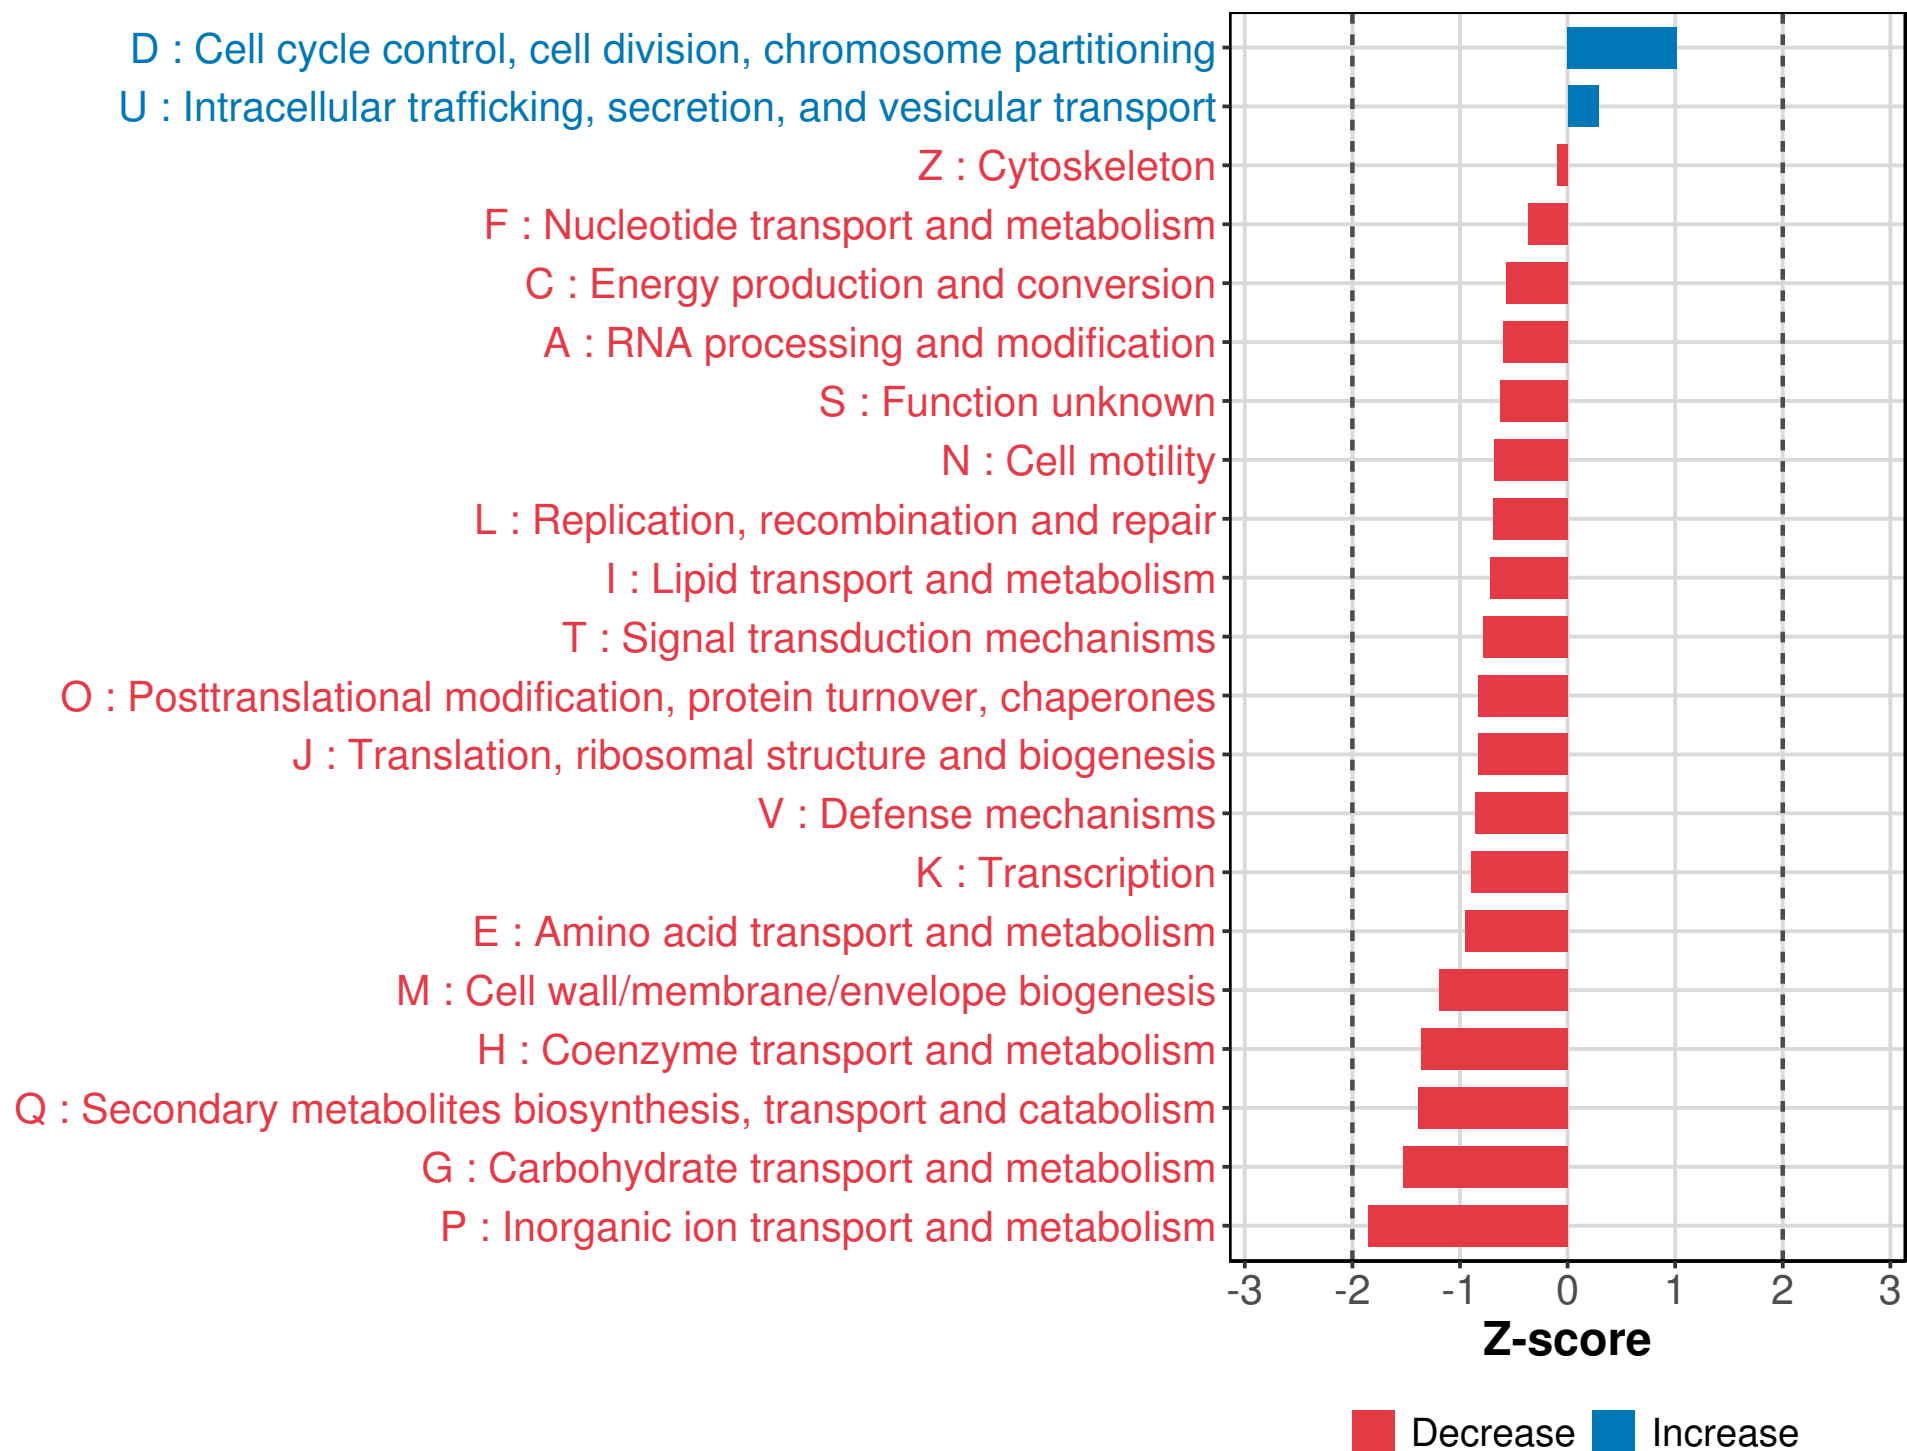 D : Cell cycle control, cell division, chromosome partitioning
U : Intracellular trafficking, secretion, and vesicular transport
Z : Cytoskeleton
F : Nucleotide transport and metabolism
C : Energy production and conversion
A : RNA processing and modification
S : Function unknown
N : Cell motility
L : Replication, recombination and repair
I : Lipid transport and metabolism
T : Signal transduction mechanisms
O : Posttranslational modification, protein turnover, chaperones
J : Translation, ribosomal structure and biogenesis
V : Defense mechanisms
K : Transcription
E : Amino acid transport and metabolism
M : Cell wall/membrane/envelope biogenesis
H : Coenzyme transport and metabolism
Q : Secondary metabolites biosynthesis, transport and catabolism
G : Carbohydrate transport and metabolism
P : Inorganic ion transport and metabolism
-3 -2 -1 0 1 2 3
Z-score
Decrease Increase